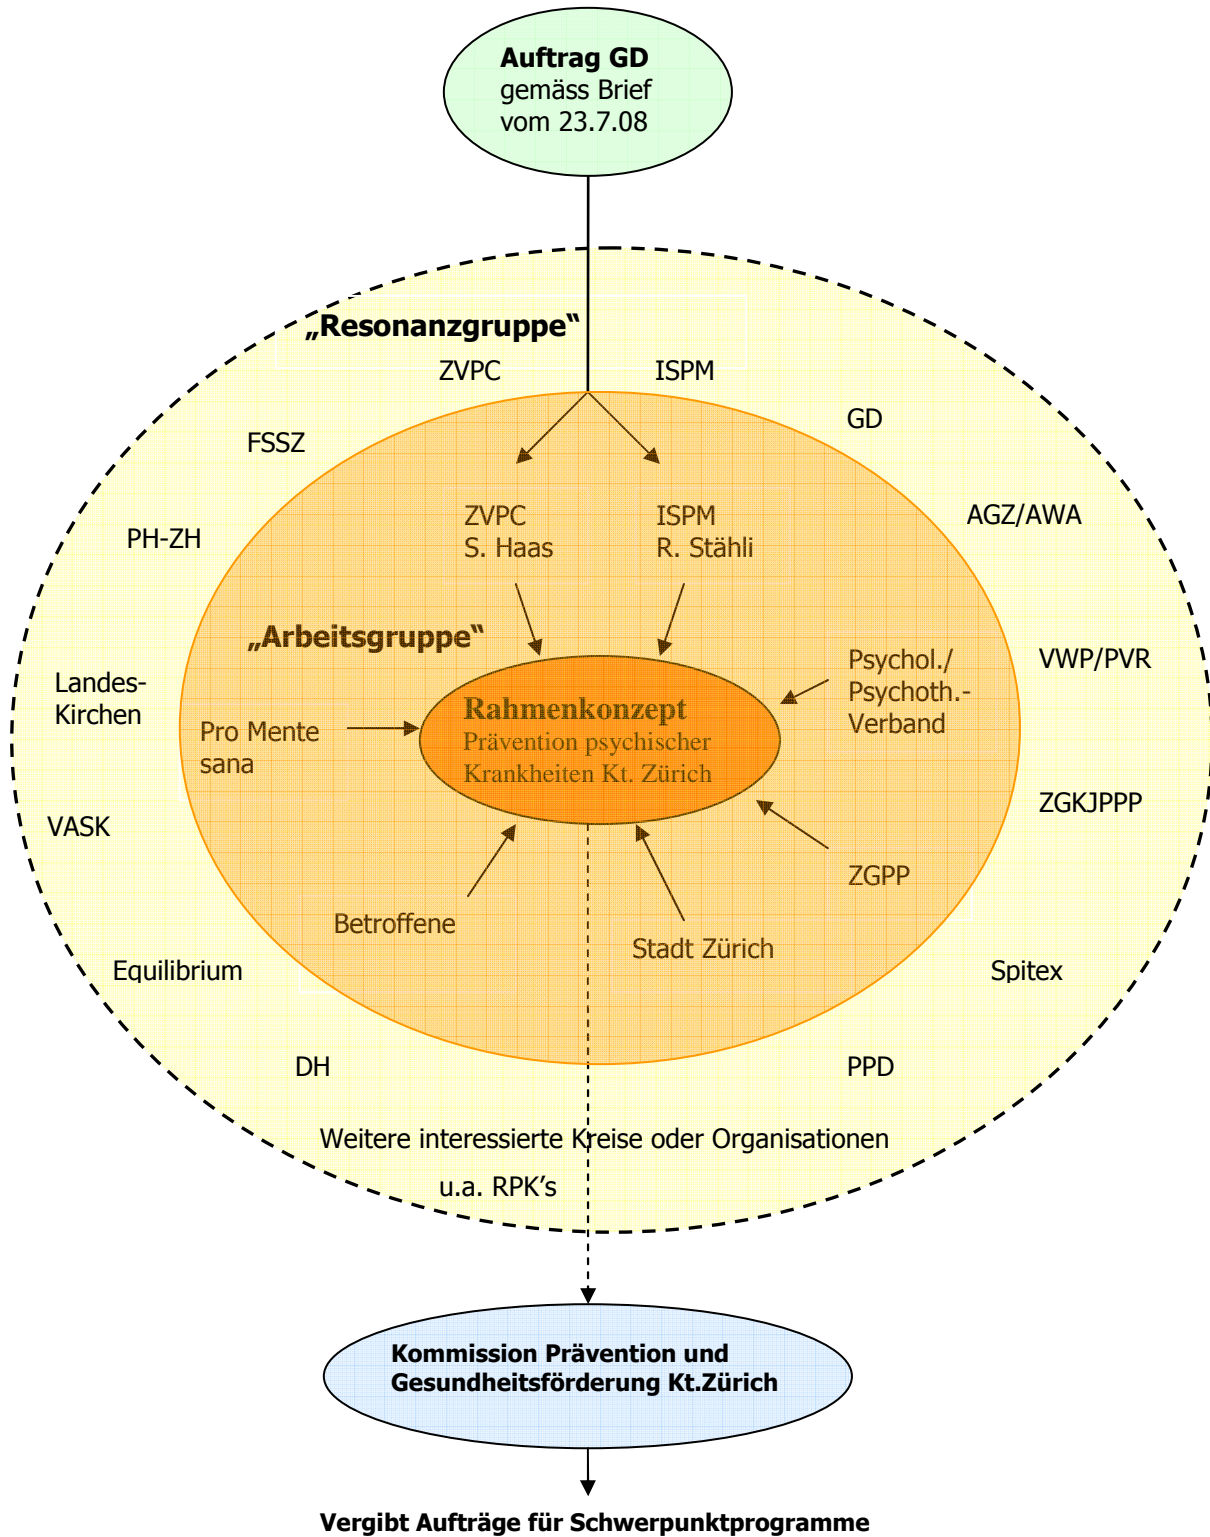 Auftrag GD
gemäss Brief
vom 23.7.08
„Resonanzgruppe“
ZVPC
ISPM
GD
FSSZ
AGZ/AWA
PH-ZH
ZVPC
S. Haas
ISPM
R. Stähli
„Arbeitsgruppe“
Psychol./
Psychoth.-
Verband
VWP/PVR
Landes-
Kirchen
Pro Mente
sana
Rahmenkonzept
Prävention psychischer
Krankheiten Kt. Zürich
ZGKJPPP
VASK
ZGPP
Betroffene
Stadt Zürich
Equilibrium
Spitex
DH
PPD
Weitere interessierte Kreise oder Organisationen
u.a. RPK’s
Kommission Prävention und
Gesundheitsförderung Kt.Zürich
Vergibt Aufträge für Schwerpunktprogramme